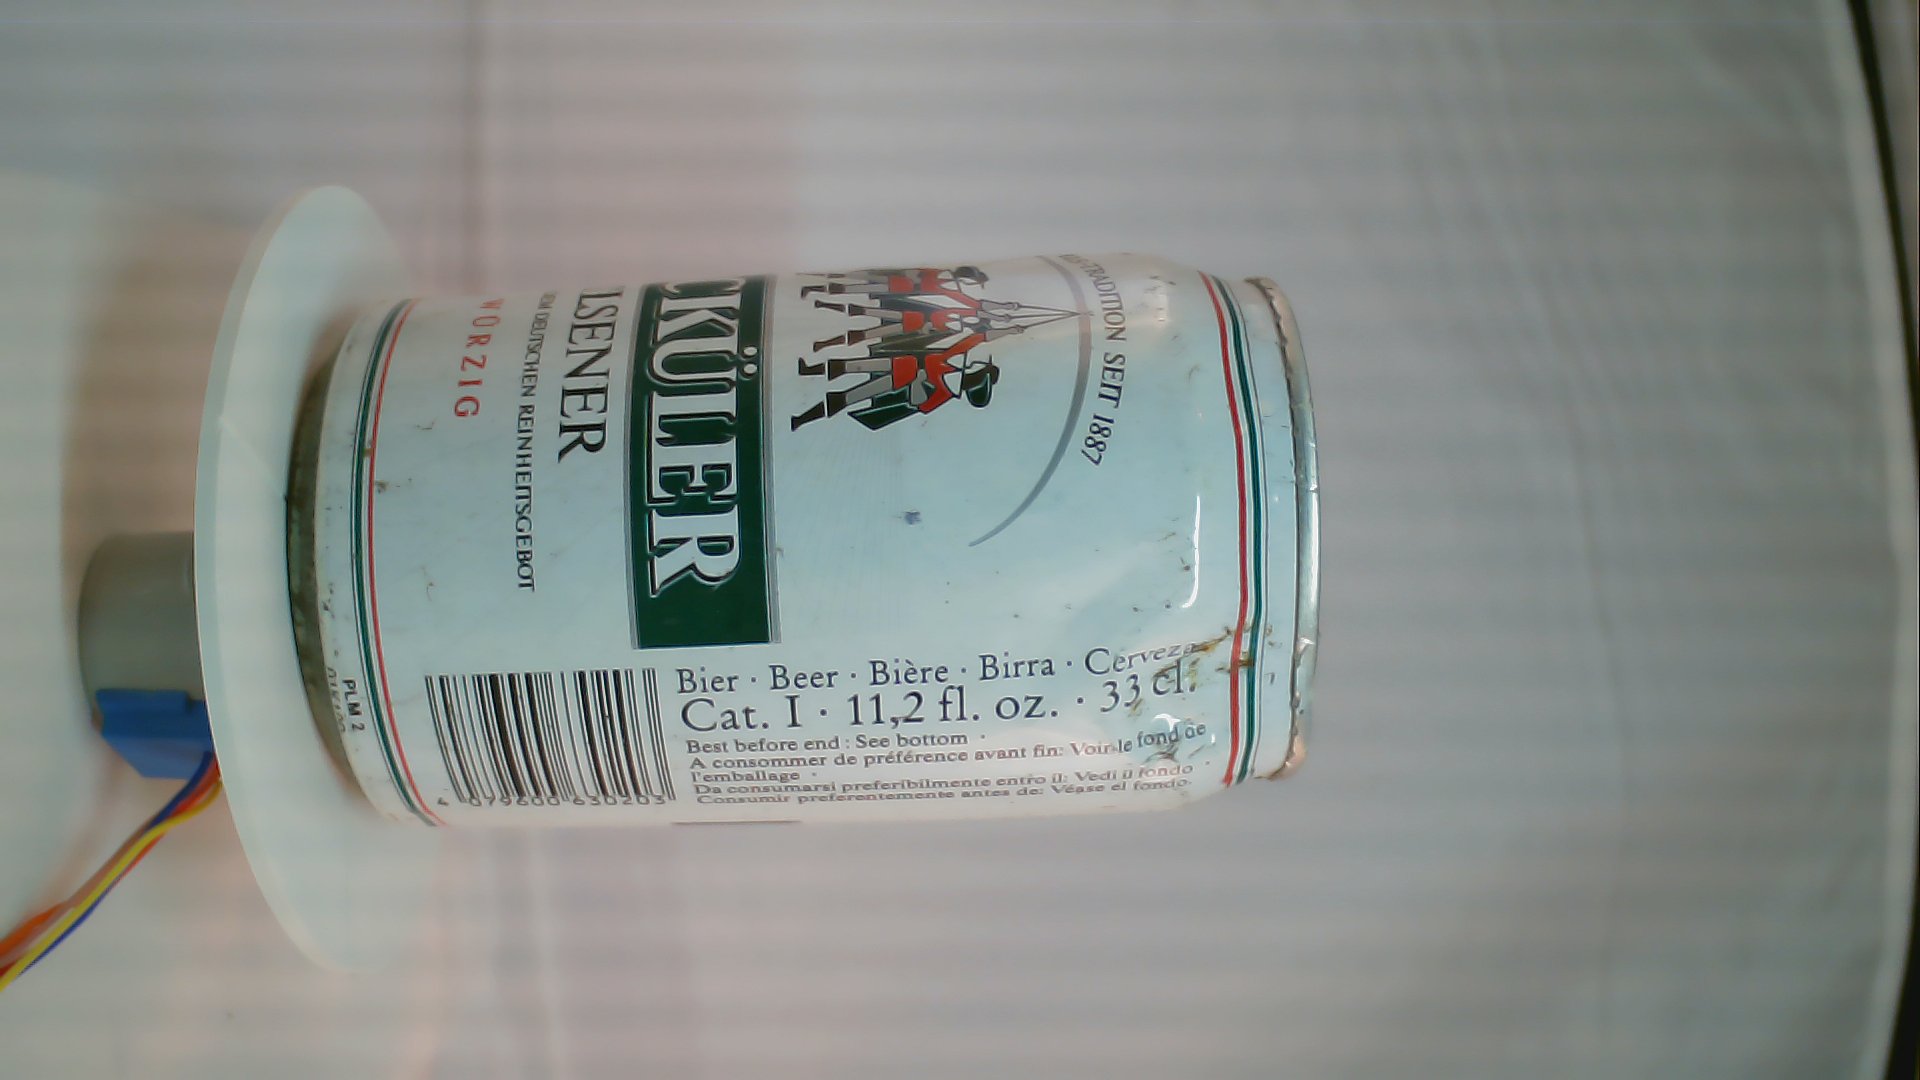 TRADITION SEIT 1887
CKÜLER
LSENER
DEUTSCHEN REINHEITSGEBOT
WÜRZIG
Bier · Beer · Bière · Birra · Cerveza
Cat. I · 11,2 fl. oz. · 33 cl.
Best before end : See bottom ·
A consommer de préférence avant fin: Voir le fond de
l'emballage ·
Da consumarsi preferibilmente entro il: Vedi il fondo ·
Consumir preferentemente antes de: Véase el fondo.
4 079600 630203
PLM 2